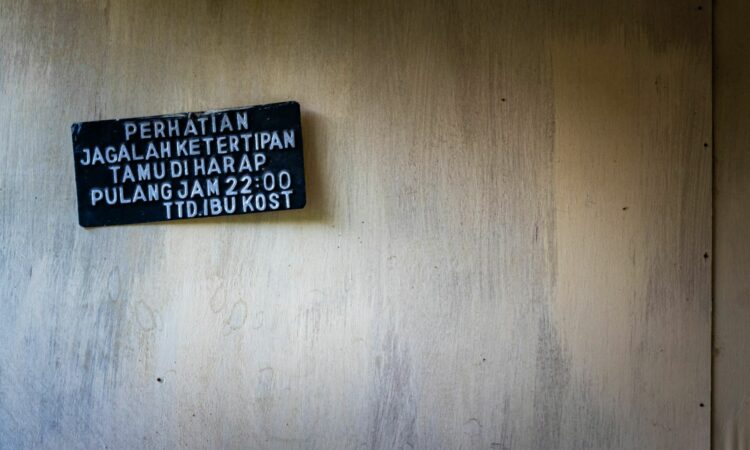 PERHATIAN
JAGALAH KETERTIPAN
TAMU DI HARAP
PULANG JAM 22:00
TTD.IBU KOST